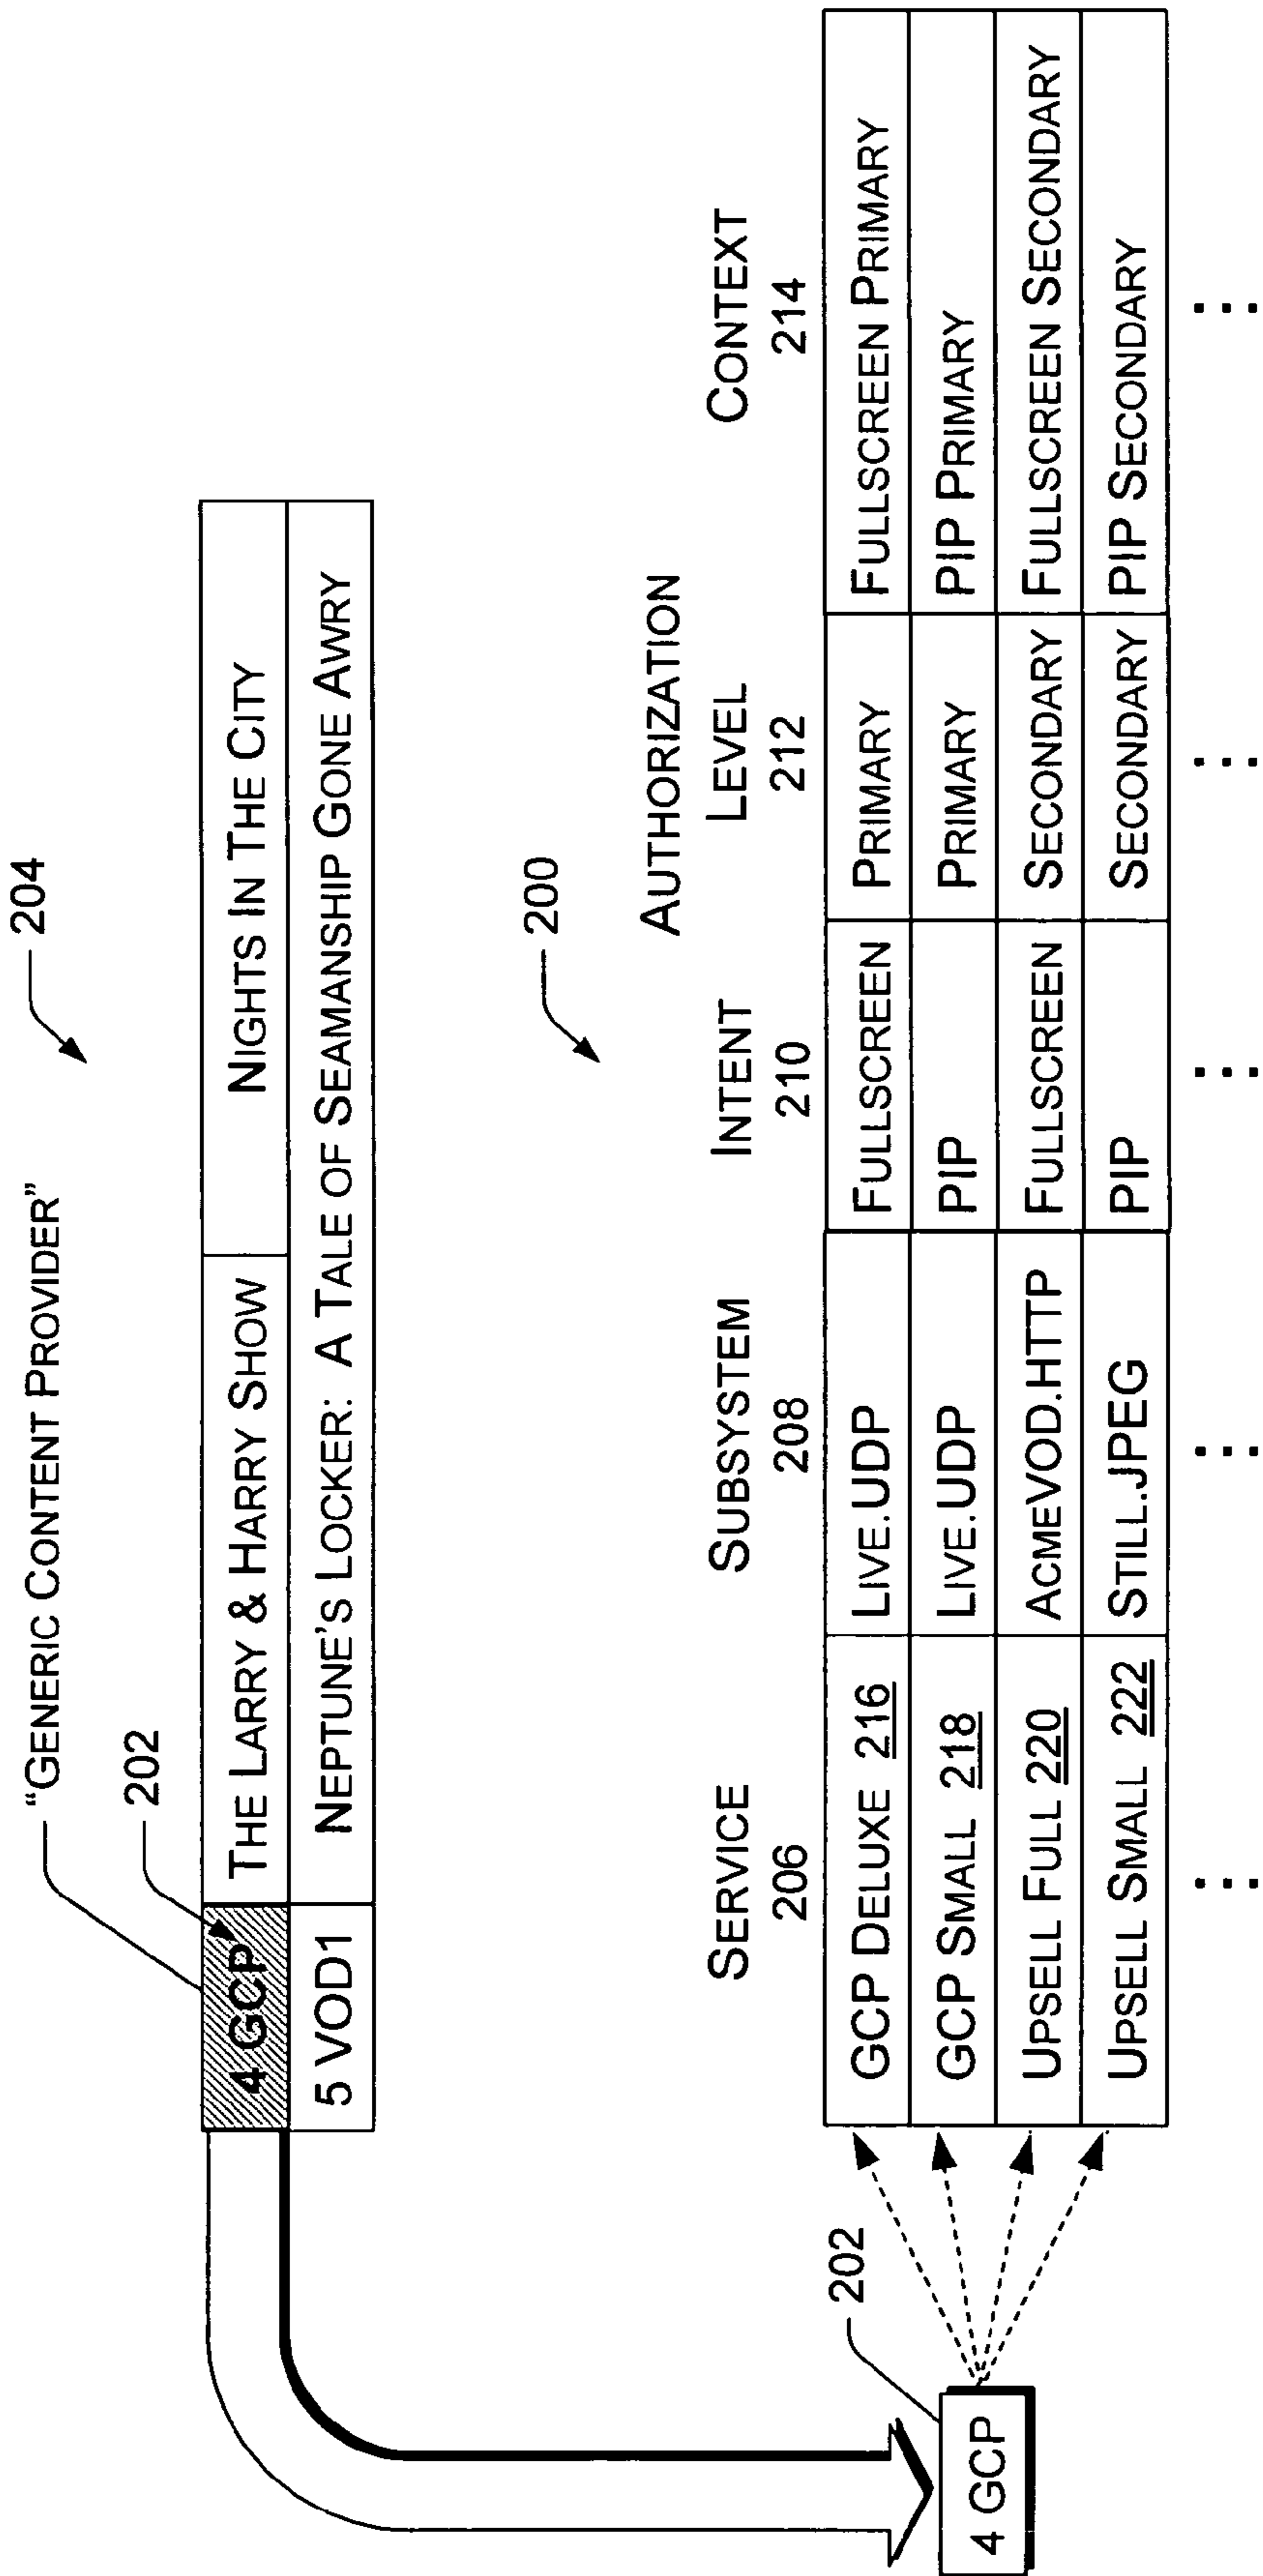 204
"GENERIC CONTENT PROVIDER"
202
4 GCP THE LARRY & HARRY SHOW NIGHTS IN THE CITY
5 VOD1 NEPTUNE'S LOCKER: A TALE OF SEAMANSHIP GONE AWRY
200
AUTHORIZATION
SERVICE SUBSYSTEM INTENT LEVEL CONTEXT
206 208 210 212 214
202
4 GCP
GCP DELUXE 216 LIVE.UDP FULLSCREEN PRIMARY FULLSCREEN PRIMARY
GCP SMALL 218 LIVE.UDP PIP PRIMARY PIP PRIMARY
UPSELL FULL 220 ACMEVOD.HTTP FULLSCREEN SECONDARY FULLSCREEN SECONDARY
UPSELL SMALL 222 STILL.JPEG PIP SECONDARY PIP SECONDARY
... ... ... ... ...